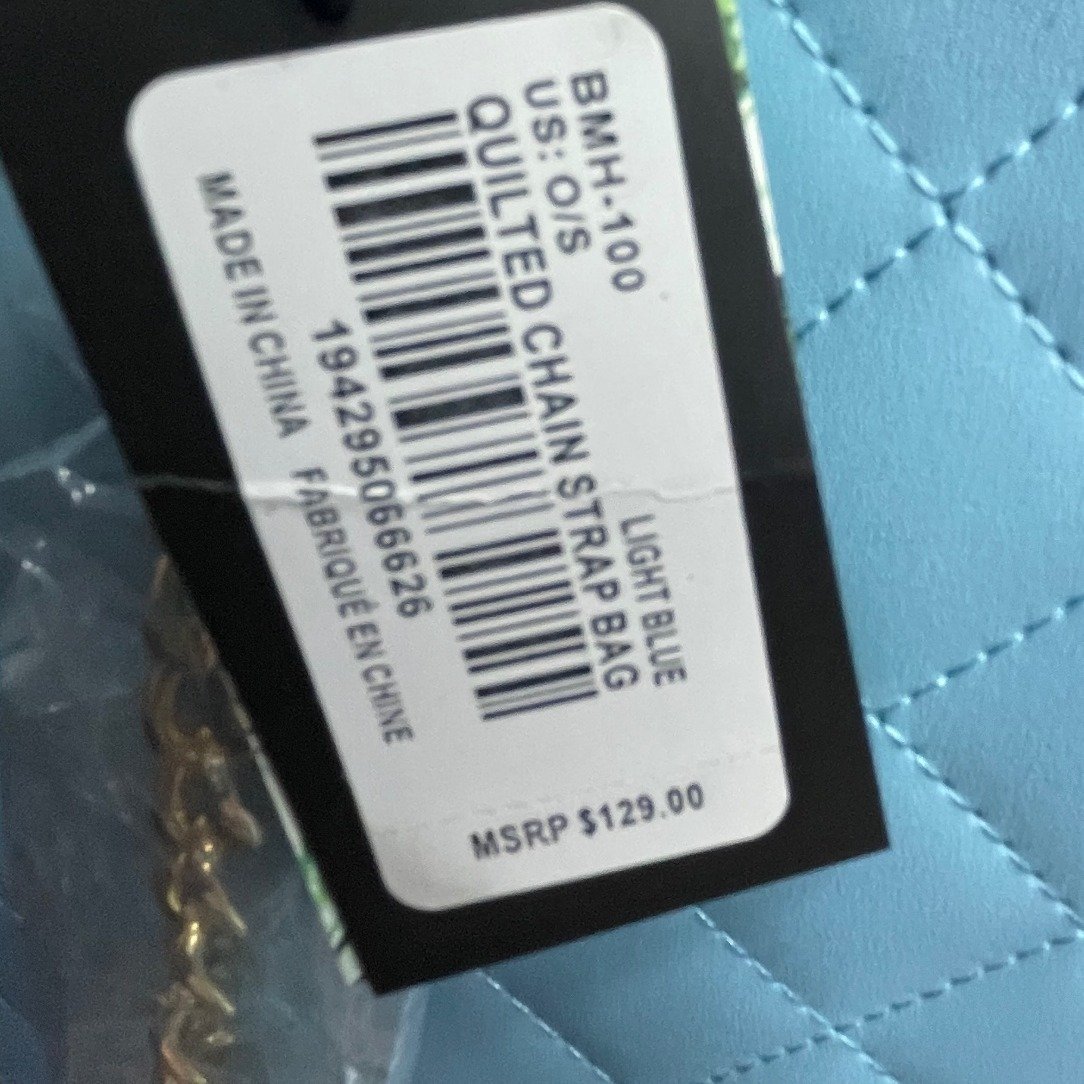 BMH-100
US: O/S
LIGHT BLUE
QUILTED CHAIN STRAP BAG
194295066626
MADE IN CHINA FABRIQUÉ EN CHINE
MSRP $129.00